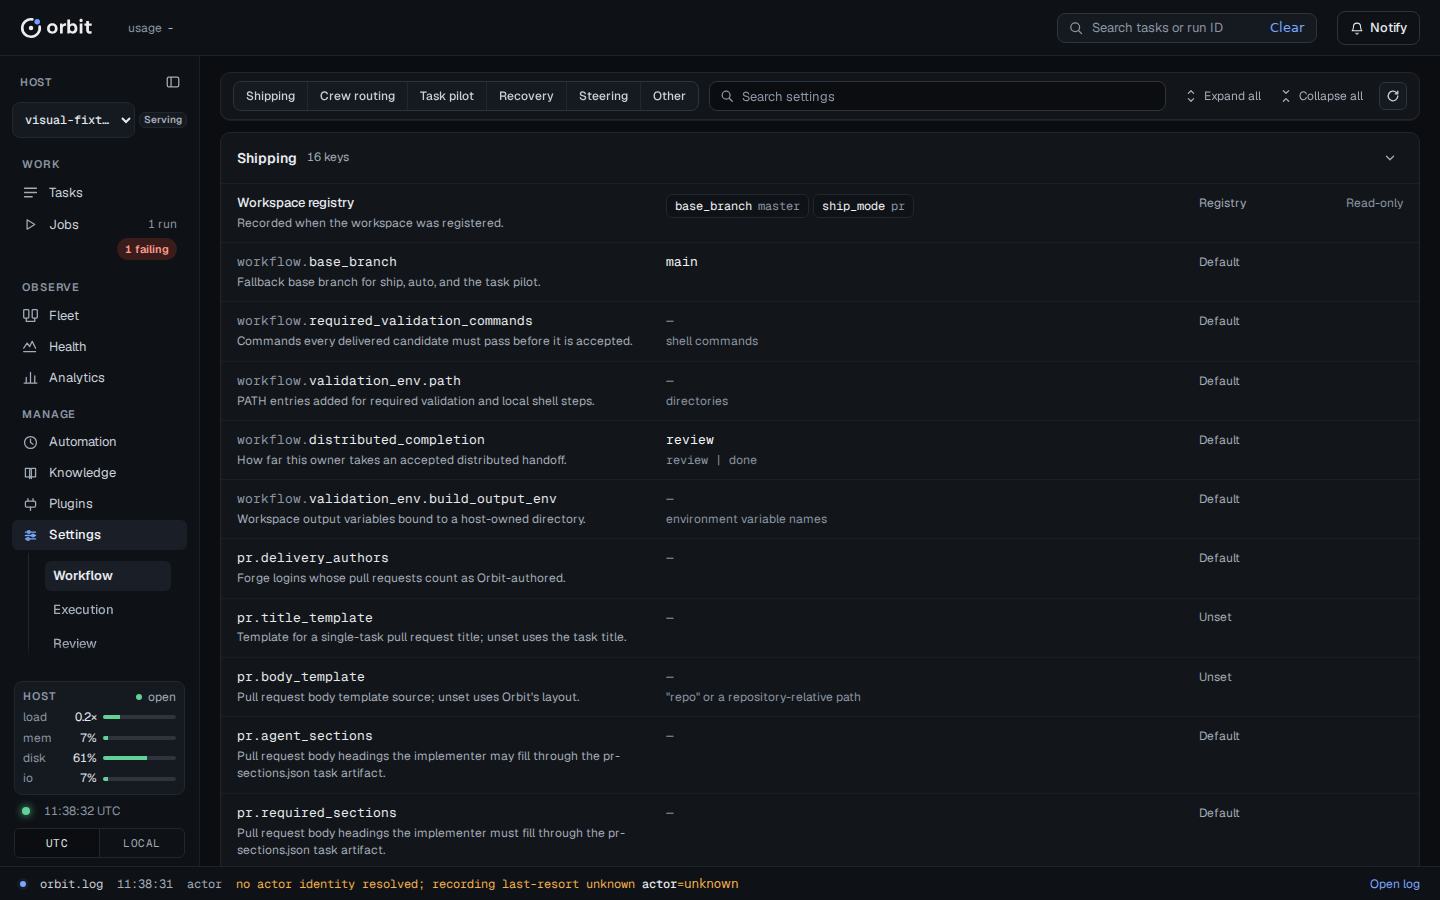 orbit
usage -
Search tasks or run ID
Clear
Notify
HOST
visual-fixt…
Serving
WORK
Tasks
Jobs
1 run
1 failing
OBSERVE
Fleet
Health
Analytics
MANAGE
Automation
Knowledge
Plugins
Settings
Workflow
Execution
Review
HOST
open
load 0.2×
mem 7%
disk 61%
io 7%
11:38:32 UTC
UTC
LOCAL
Shipping
Crew routing
Task pilot
Recovery
Steering
Other
Search settings
Expand all
Collapse all
Shipping 16 keys
Workspace registry
Recorded when the workspace was registered.
base_branch master
ship_mode pr
Registry
Read-only
workflow.base_branch
Fallback base branch for ship, auto, and the task pilot.
main
Default
workflow.required_validation_commands
Commands every delivered candidate must pass before it is accepted.
—
shell commands
Default
workflow.validation_env.path
PATH entries added for required validation and local shell steps.
—
directories
Default
workflow.distributed_completion
How far this owner takes an accepted distributed handoff.
review
review | done
Default
workflow.validation_env.build_output_env
Workspace output variables bound to a host-owned directory.
—
environment variable names
Default
pr.delivery_authors
Forge logins whose pull requests count as Orbit-authored.
—
Default
pr.title_template
Template for a single-task pull request title; unset uses the task title.
—
Unset
pr.body_template
Pull request body template source; unset uses Orbit's layout.
—
"repo" or a repository-relative path
Unset
pr.agent_sections
Pull request body headings the implementer may fill through the pr-
sections.json task artifact.
—
Default
pr.required_sections
Pull request body headings the implementer must fill through the pr-
sections.json task artifact.
—
Default
orbit.log 11:38:31 actor no actor identity resolved; recording last-resort unknown actor=unknown
Open log